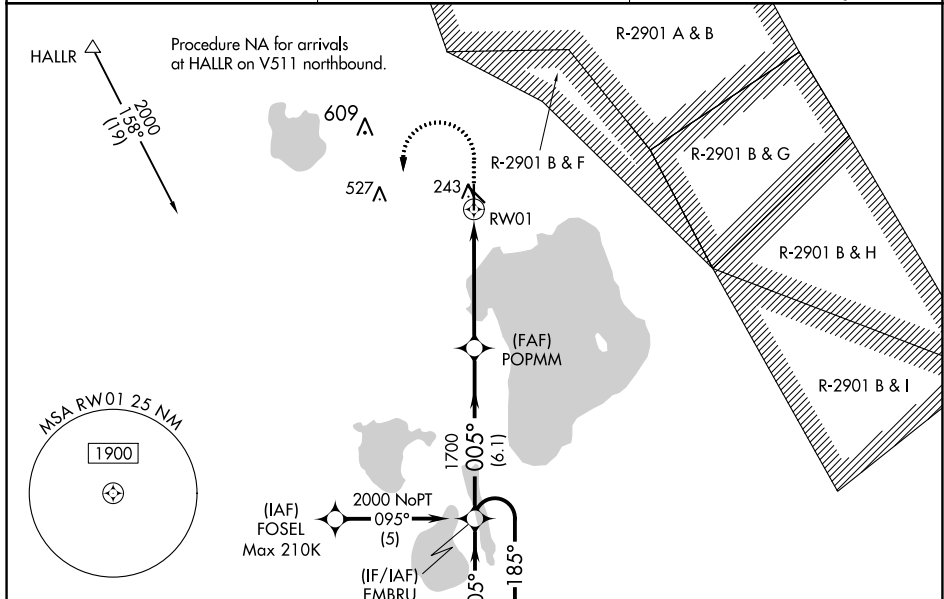 HALLR
2000
158°
(19)
Procedure NA for arrivals
at HALLR on V511 northbound.
R-2901 A & B
609
R-2901 B & F
R-2901 B & G
527
243
RW01
R-2901 B & H
(FAF)
POPMM
R-2901 B & I
MSA RW01 25 NM
1900
1700
005°
(6.1)
(IAF)
FOSEL
Max 210K
2000 NoPT
095°
(5)
(IF/IAF)
EMBRU
185°